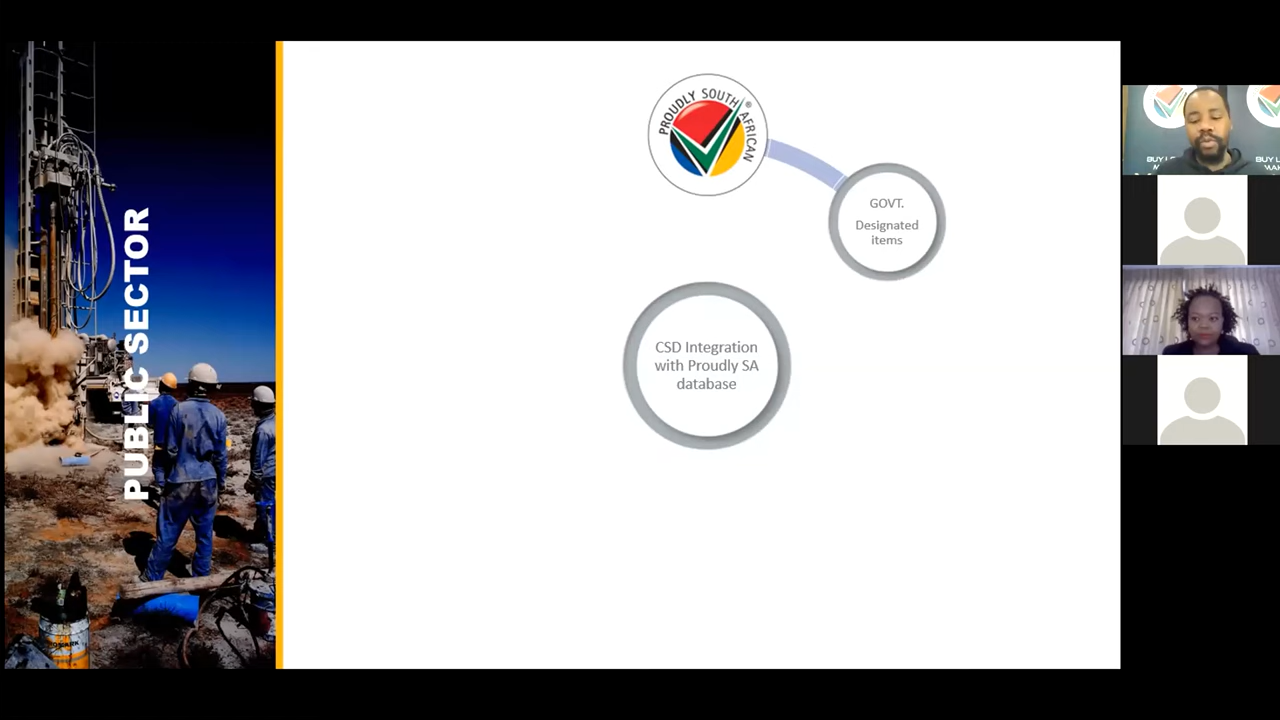 PUBLIC SECTOR
PROUDLY SOUTH AFRICAN
®
GOVT.
Designated
items
CSD Integration
with Proudly SA
database